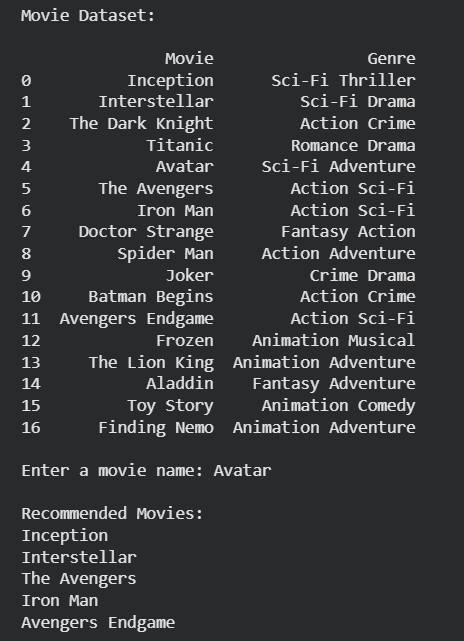 Movie Dataset:
Movie Genre
0 Inception Sci-Fi Thriller
1 Interstellar Sci-Fi Drama
2 The Dark Knight Action Crime
3 Titanic Romance Drama
4 Avatar Sci-Fi Adventure
5 The Avengers Action Sci-Fi
6 Iron Man Action Sci-Fi
7 Doctor Strange Fantasy Action
8 Spider Man Action Adventure
9 Joker Crime Drama
10 Batman Begins Action Crime
11 Avengers Endgame Action Sci-Fi
12 Frozen Animation Musical
13 The Lion King Animation Adventure
14 Aladdin Fantasy Adventure
15 Toy Story Animation Comedy
16 Finding Nemo Animation Adventure
Enter a movie name: Avatar
Recommended Movies:
Inception
Interstellar
The Avengers
Iron Man
Avengers Endgame